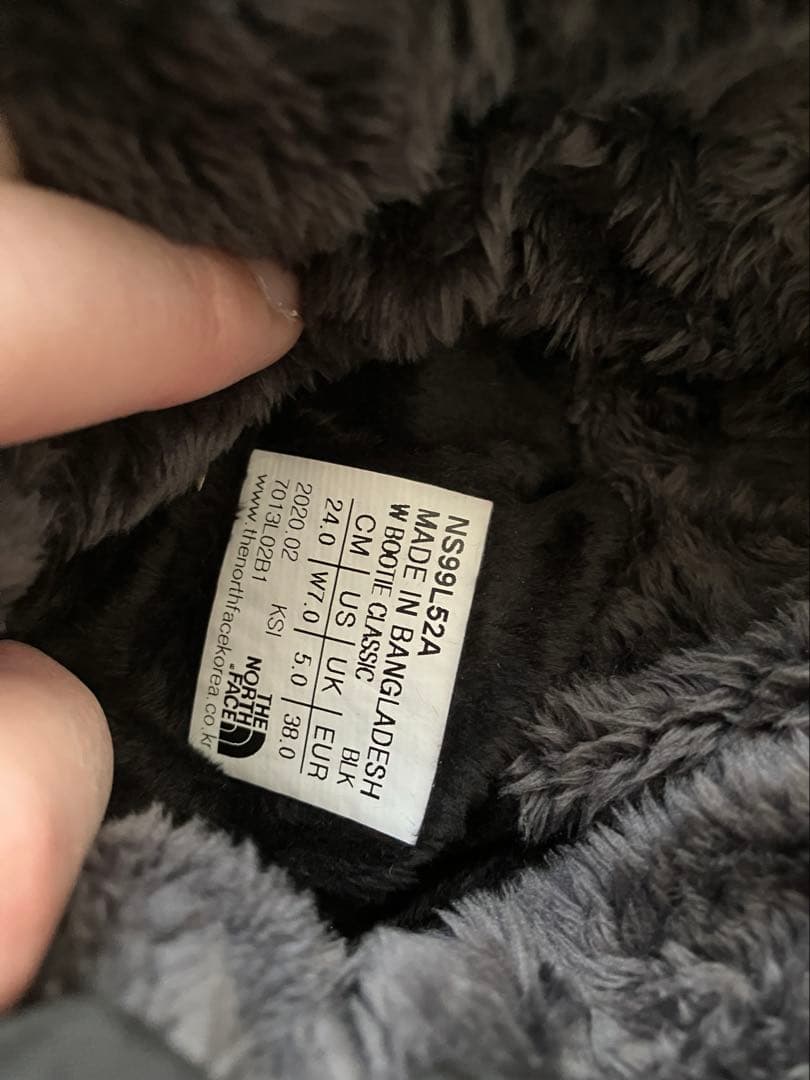 NS99L52A
MADE IN BANGLADESH
W BOOTIE CLASSIC BLK
CM US UK EUR
24.0 W7.0 5.0 38.0
2020.02
7013L02B1 KSI
www.thenorthfacekorea.co.kr
THE
NORTH
FACE